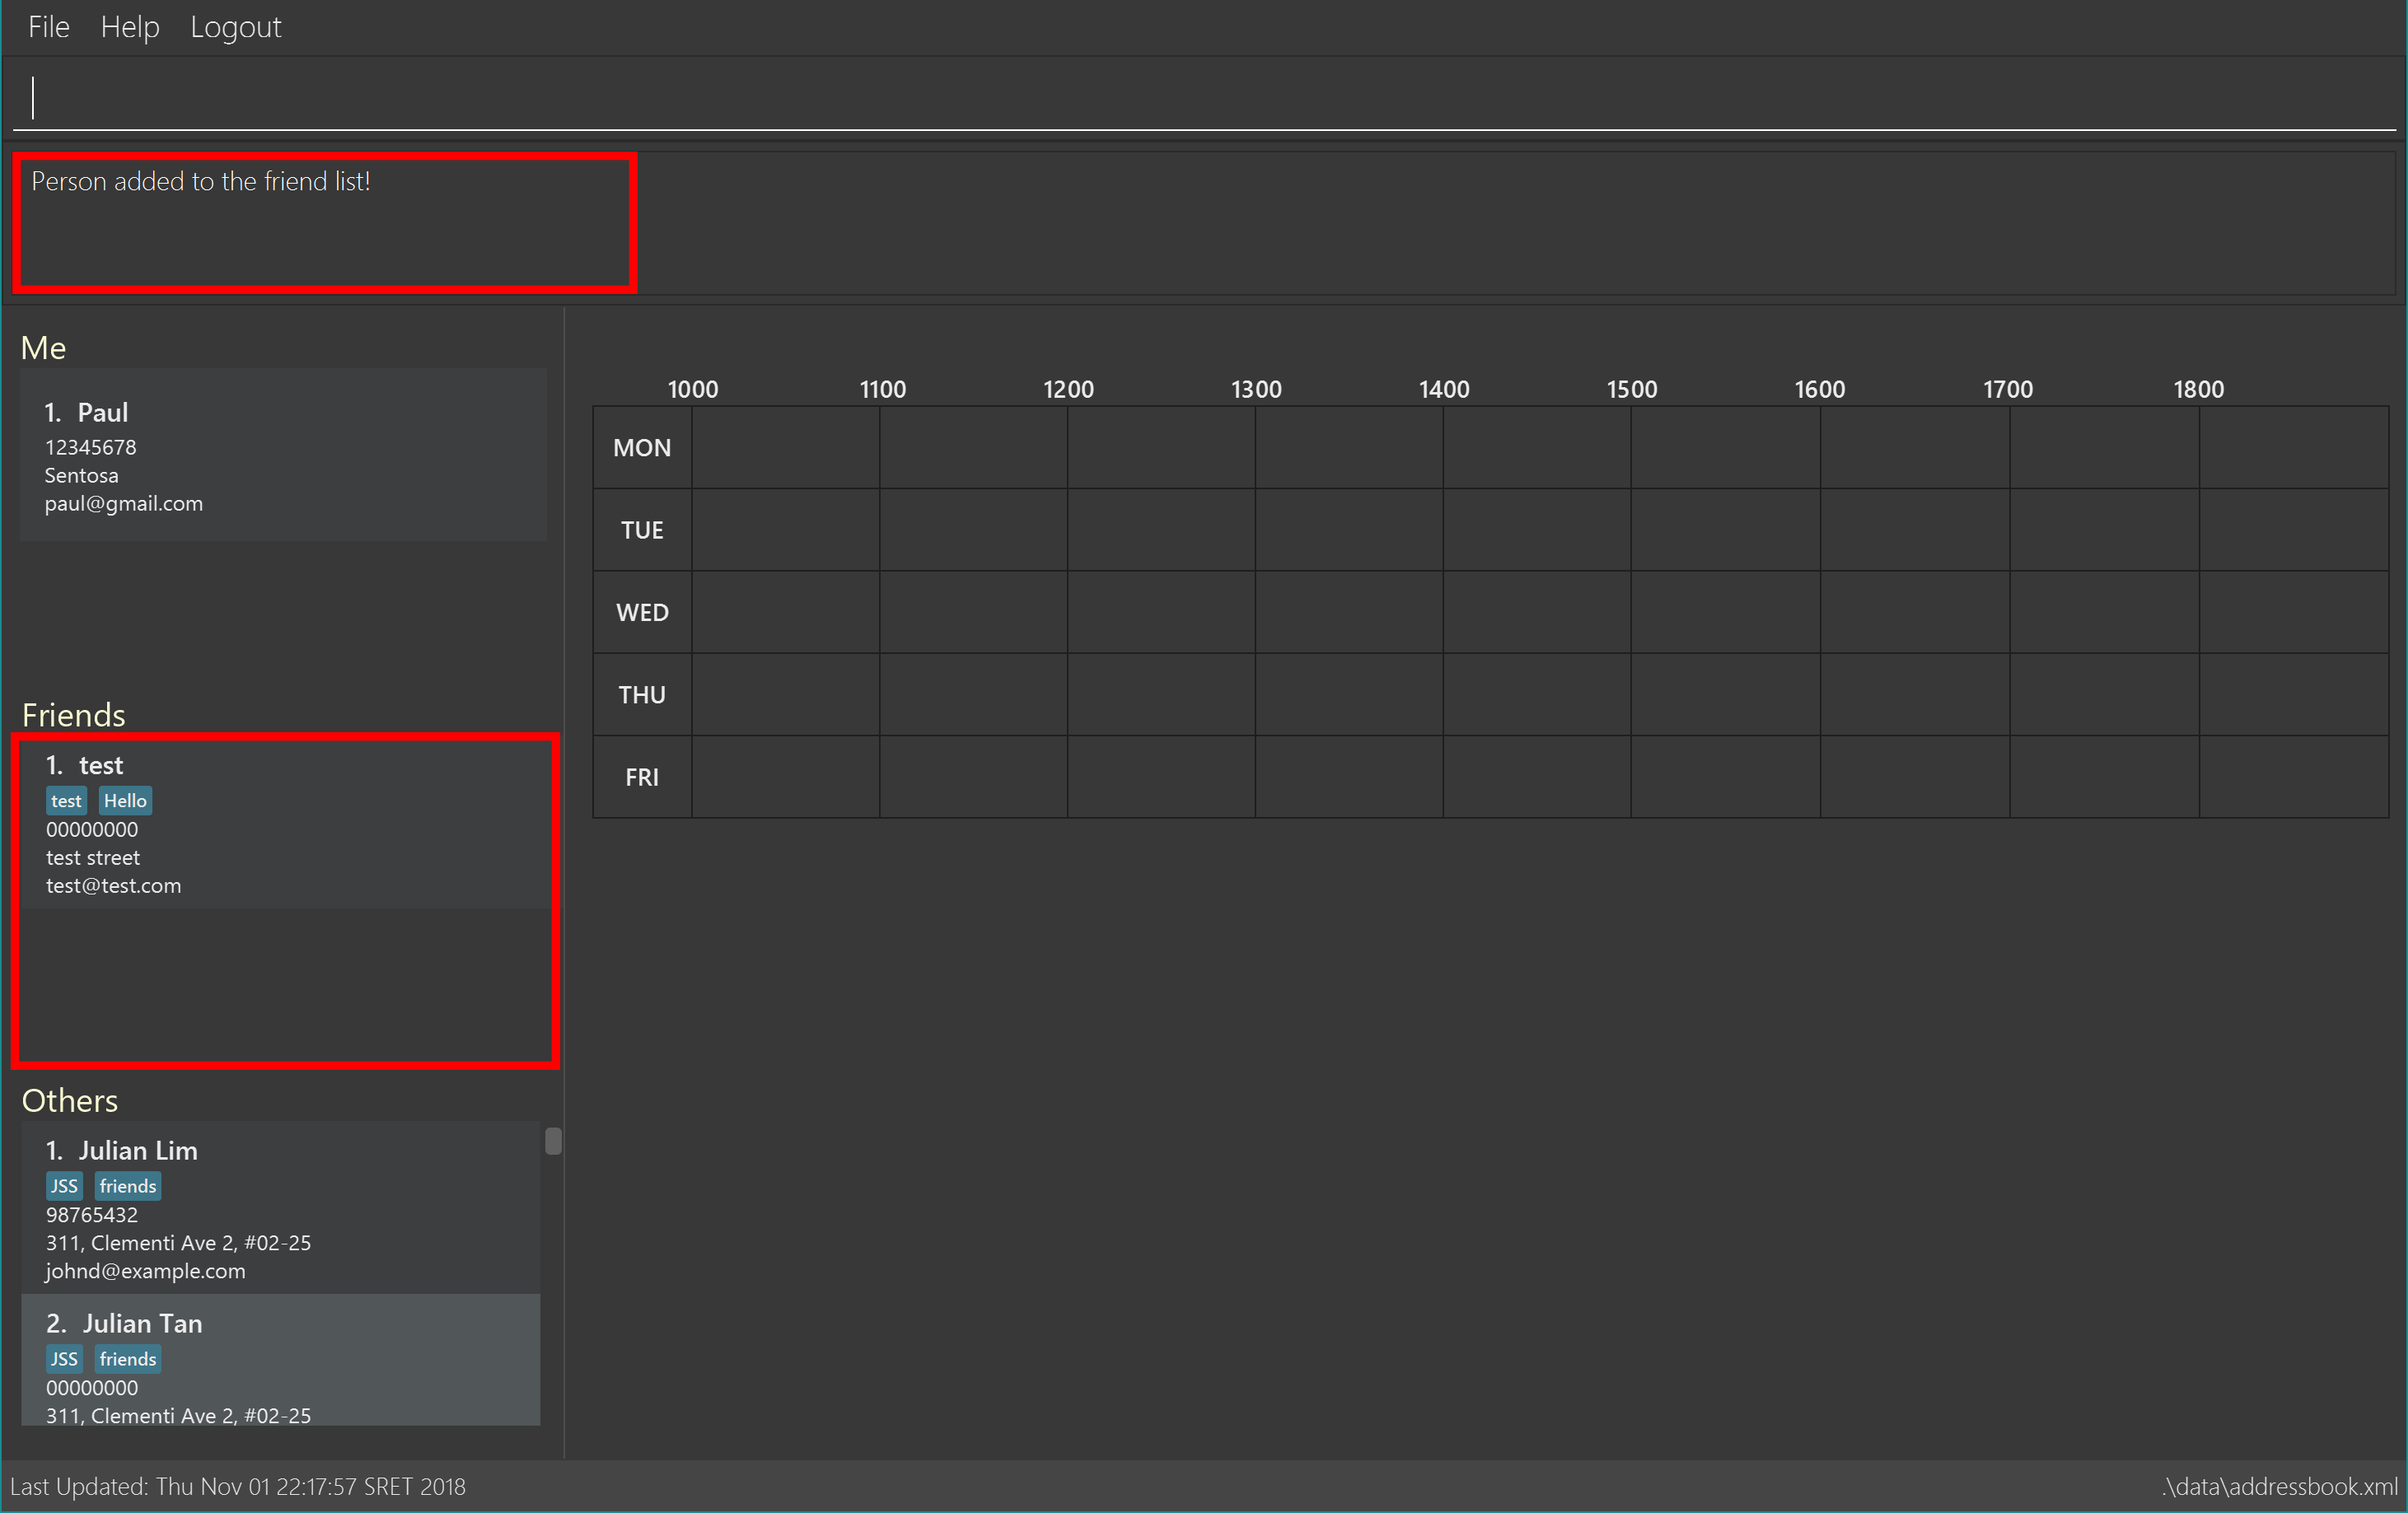 File Help Logout
Person added to the friend list!
Me
1. Paul
12345678
Sentosa
paul@gmail.com
Friends
1. test
test Hello
00000000
test street
test@test.com
Others
1. Julian Lim
JSS friends
98765432
311, Clementi Ave 2, #02-25
johnd@example.com
2. Julian Tan
JSS friends
00000000
311, Clementi Ave 2, #02-25
1000 1100 1200 1300 1400 1500 1600 1700 1800
MON
TUE
WED
THU
FRI
Last Updated: Thu Nov 01 22:17:57 SRET 2018
.\data\addressbook.xml